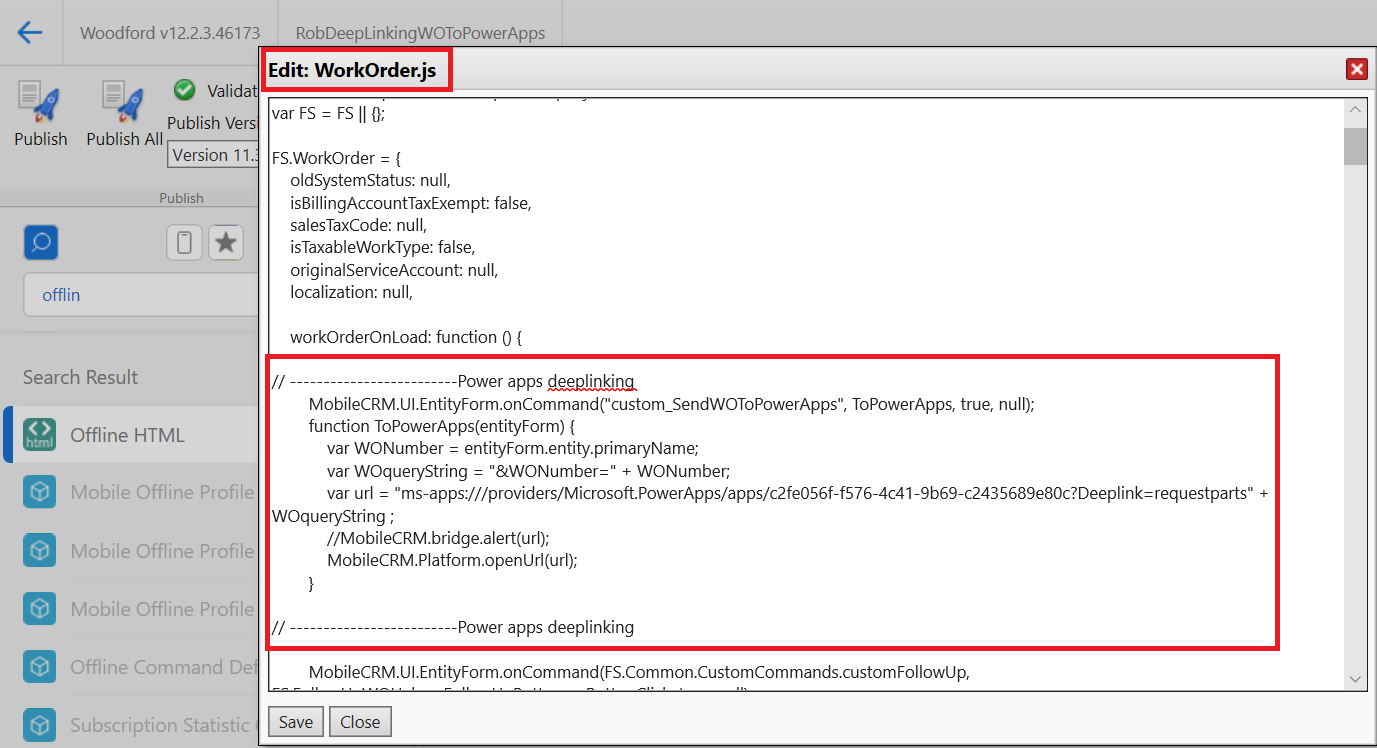 Woodford v12.2.3.46173
RobDeepLinkingWOToPowerApps
Edit: WorkOrder.js
Publish
Publish All
Validat
Publish Versi
Version 11.3
Publish
offlin
Search Result
html
Offline HTML
Mobile Offline Profile
Mobile Offline Profile
Mobile Offline Profile
Offline Command Def
Subscription Statistic
var FS = FS || {};
FS.WorkOrder = {
oldSystemStatus: null,
isBillingAccountTaxExempt: false,
salesTaxCode: null,
isTaxableWorkType: false,
originalServiceAccount: null,
localization: null,
workOrderOnLoad: function () {
// -------------------------Power apps deeplinking
MobileCRM.UI.EntityForm.onCommand("custom_SendWOToPowerApps", ToPowerApps, true, null);
function ToPowerApps(entityForm) {
var WONumber = entityForm.entity.primaryName;
var WOqueryString = "&WONumber=" + WONumber;
var url = "ms-apps:///providers/Microsoft.PowerApps/apps/c2fe056f-f576-4c41-9b69-c2435689e80c?Deeplink=requestparts" +
WOqueryString ;
//MobileCRM.bridge.alert(url);
MobileCRM.Platform.openUrl(url);
}
// -------------------------Power apps deeplinking
MobileCRM.UI.EntityForm.onCommand(FS.Common.CustomCommands.customFollowUp,
Save
Close